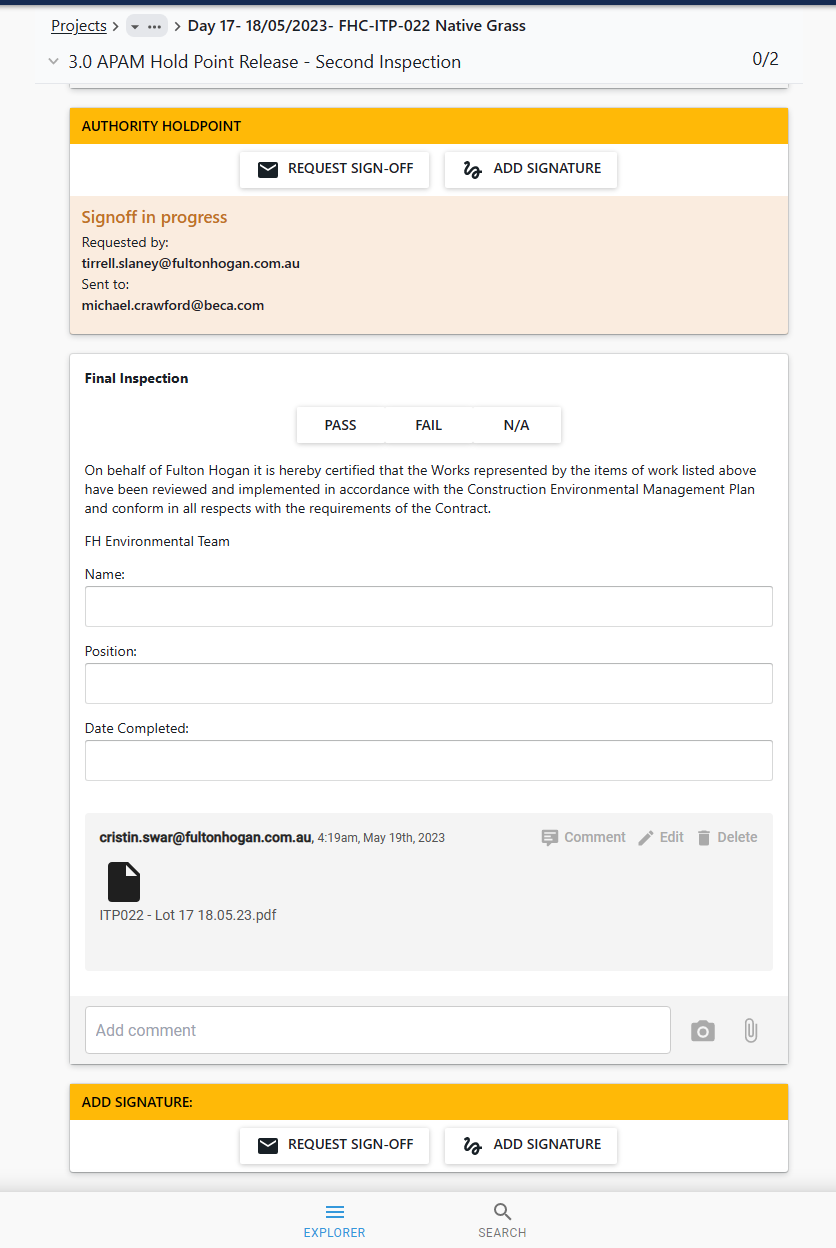 Projects > ... > Day 17- 18/05/2023- FHC-ITP-022 Native Grass
3.0 APAM Hold Point Release - Second Inspection 0/2
AUTHORITY HOLDPOINT
REQUEST SIGN-OFF ADD SIGNATURE
Signoff in progress
Requested by:
tirrell.slaney@fultonhogan.com.au
Sent to:
michael.crawford@beca.com
Final Inspection
PASS FAIL N/A
On behalf of Fulton Hogan it is hereby certified that the Works represented by the items of work listed above
have been reviewed and implemented in accordance with the Construction Environmental Management Plan
and conform in all respects with the requirements of the Contract.
FH Environmental Team
Name:
Position:
Date Completed:
cristin.swar@fultonhogan.com.au, 4:19am, May 19th, 2023 Comment Edit Delete
ITP022 - Lot 17 18.05.23.pdf
Add comment
ADD SIGNATURE:
REQUEST SIGN-OFF ADD SIGNATURE
EXPLORER SEARCH